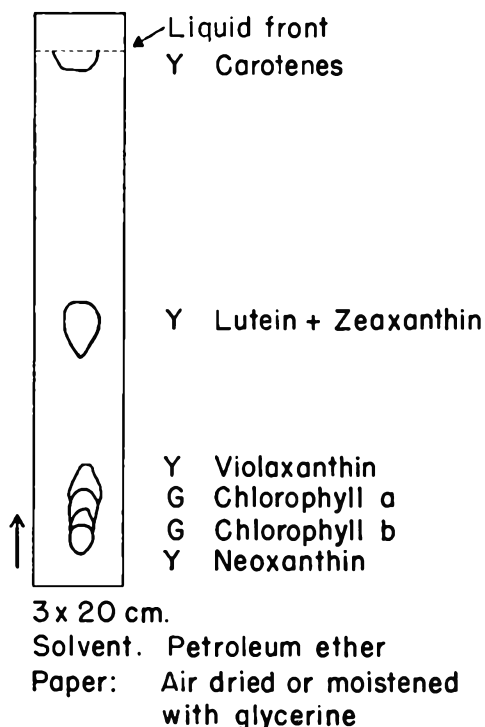 Liquid front
Y Carotenes
Y Lutein + Zeaxanthin
Y Violaxanthin
G Chlorophyll a
G Chlorophyll b
Y Neoxanthin
3 x 20 cm.
Solvent. Petroleum ether
Paper: Air dried or moistened
with glycerine